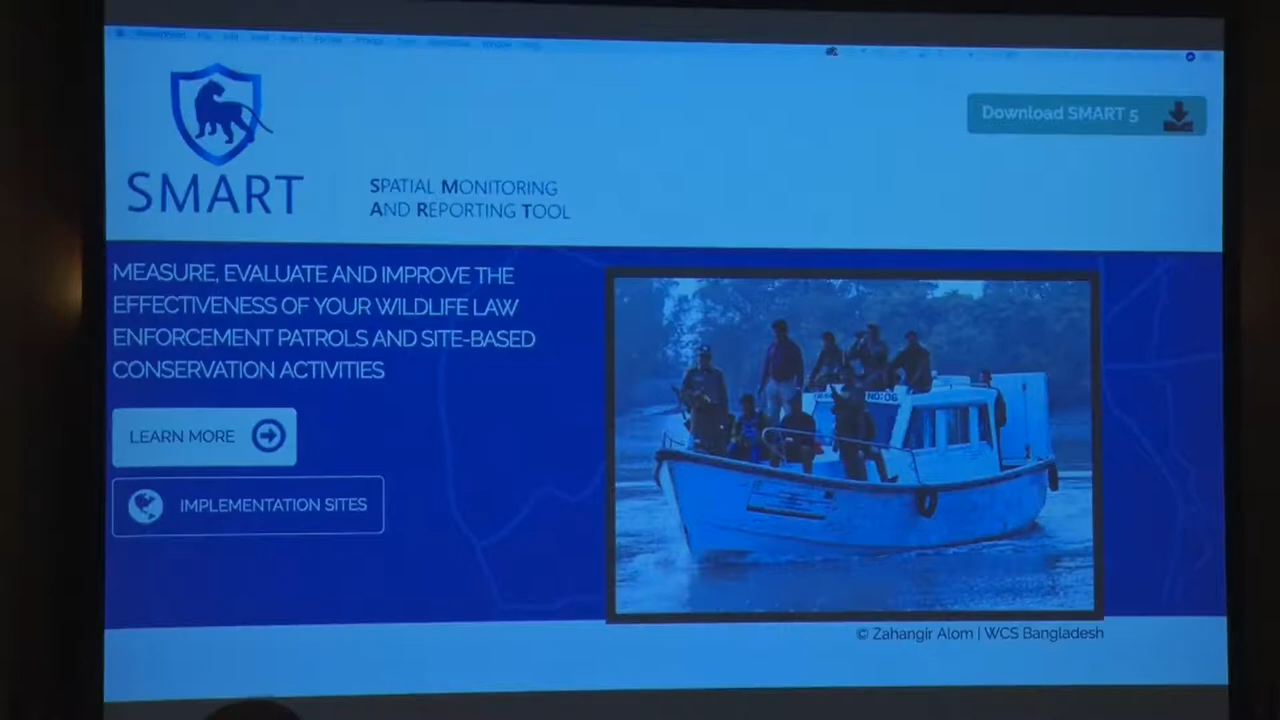 Download SMART 5
SMART
SPATIAL MONITORING
AND REPORTING TOOL
MEASURE, EVALUATE AND IMPROVE THE
EFFECTIVENESS OF YOUR WILDLIFE LAW
ENFORCEMENT PATROLS AND SITE-BASED
CONSERVATION ACTIVITIES
LEARN MORE
IMPLEMENTATION SITES
NO:06
© Zahangir Alom | WCS Bangladesh